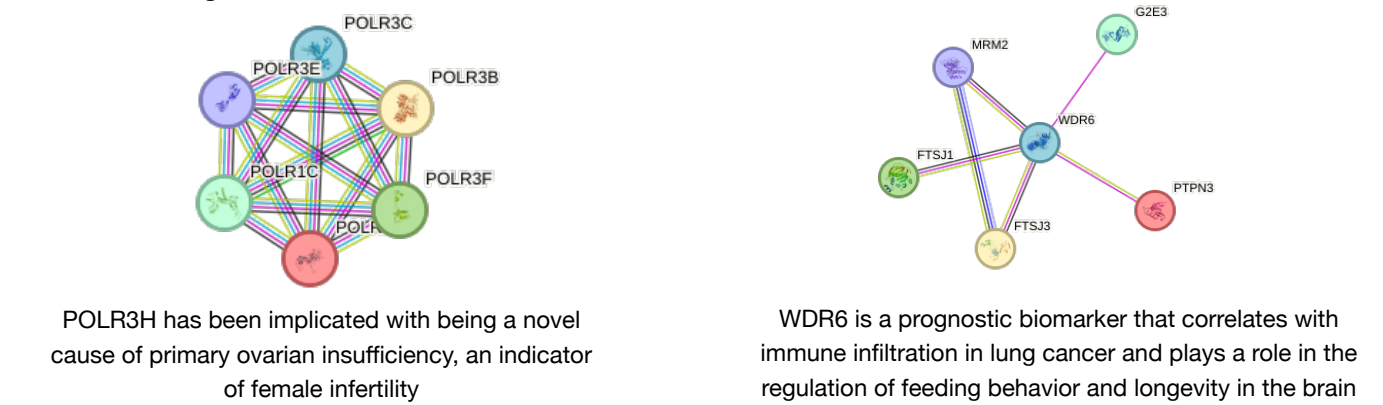 POLR3C
POLR3E
POLR3B
POLR1C
POLR3F
POLR
POLR3H has been implicated with being a novel
cause of primary ovarian insufficiency, an indicator
of female infertility
G2E3
MRM2
WDR6
FTSJ1
PTPN3
FTSJ3
WDR6 is a prognostic biomarker that correlates with
immune infiltration in lung cancer and plays a role in the
regulation of feeding behavior and longevity in the brain